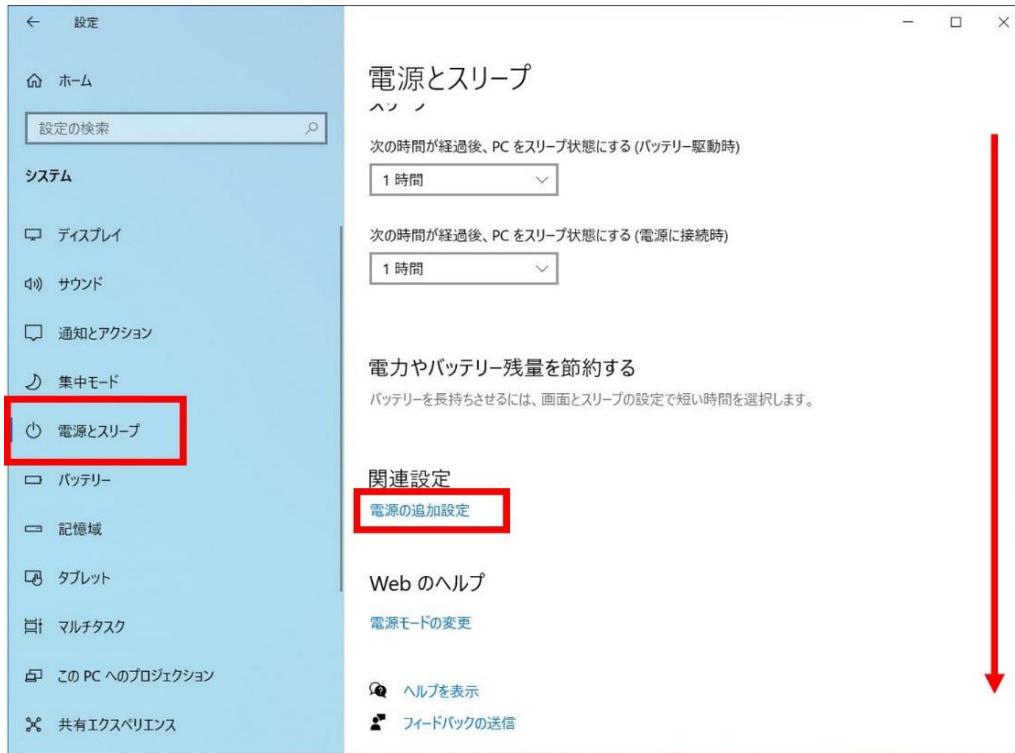 設定
ホーム
設定の検索
システム
ディスプレイ
サウンド
通知とアクション
集中モード
電源とスリープ
バッテリー
記憶域
タブレット
マルチタスク
この PC へのプロジェクション
共有エクスペリエンス
電源とスリープ
スリープ
次の時間が経過後、PC をスリープ状態にする (バッテリー駆動時)
1 時間
次の時間が経過後、PC をスリープ状態にする (電源に接続時)
1 時間
電力やバッテリー残量を節約する
バッテリーを長持ちさせるには、画面とスリープの設定で短い時間を選択します。
関連設定
電源の追加設定
Web のヘルプ
電源モードの変更
ヘルプを表示
フィードバックの送信